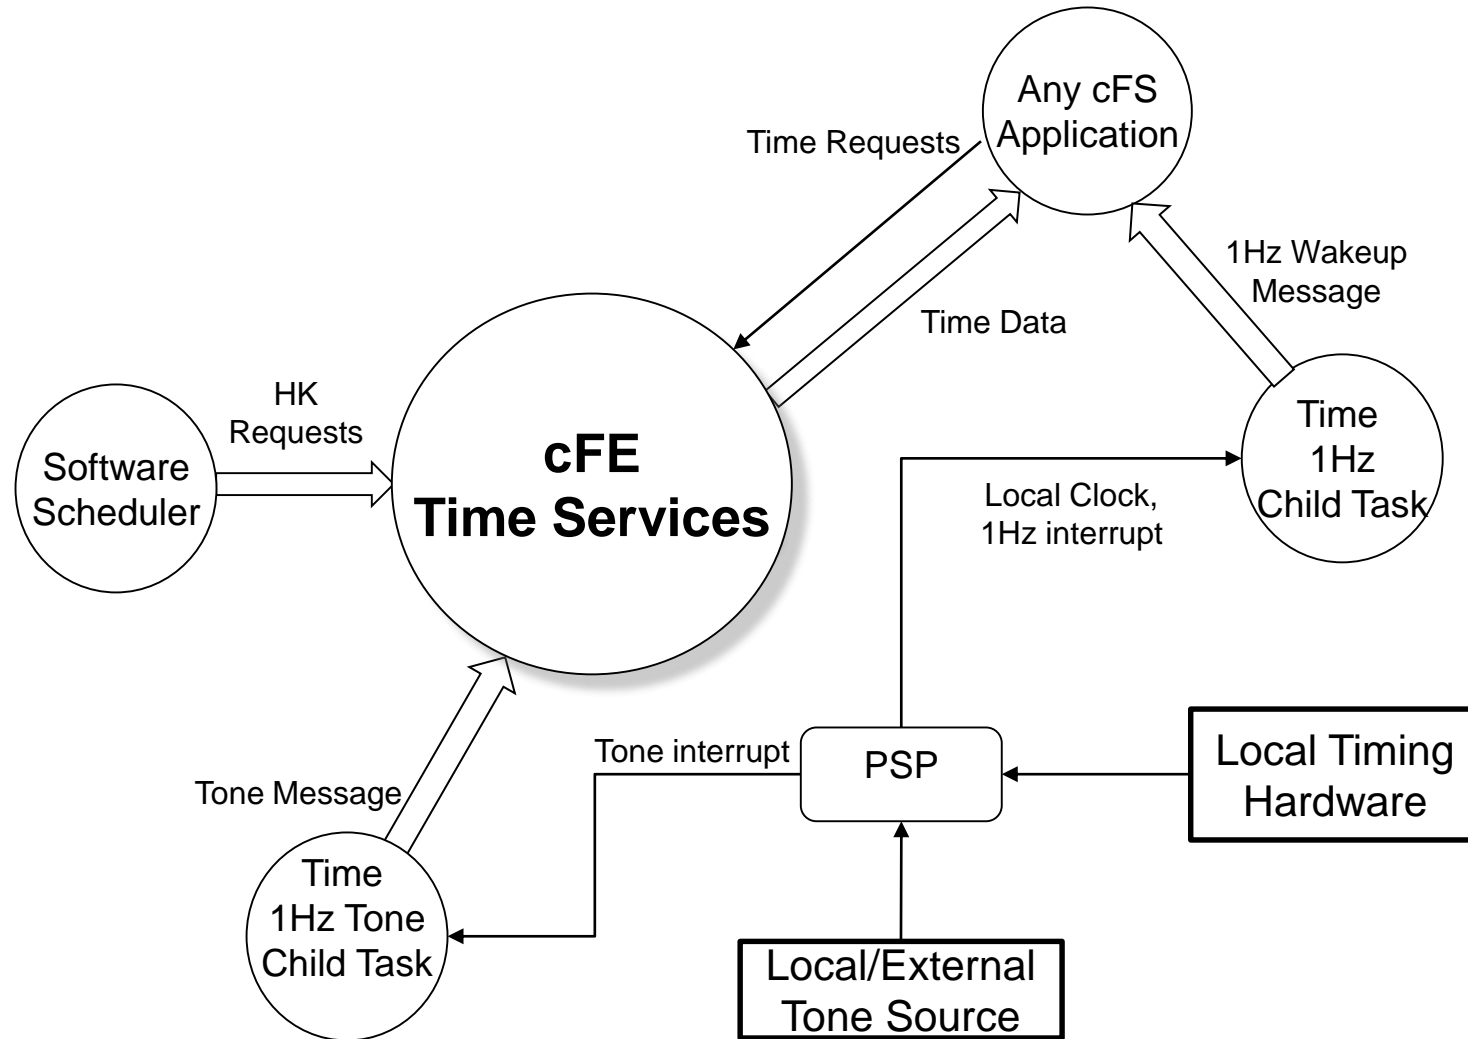 Any cFS
Application
Time Requests
1Hz Wakeup
Message
Time Data
HK
Requests
Software
Scheduler
cFE
Time Services
Time
1Hz
Child Task
Local Clock,
1Hz interrupt
Tone interrupt
PSP
Local Timing
Hardware
Tone Message
Time
1Hz Tone
Child Task
Local/External
Tone Source